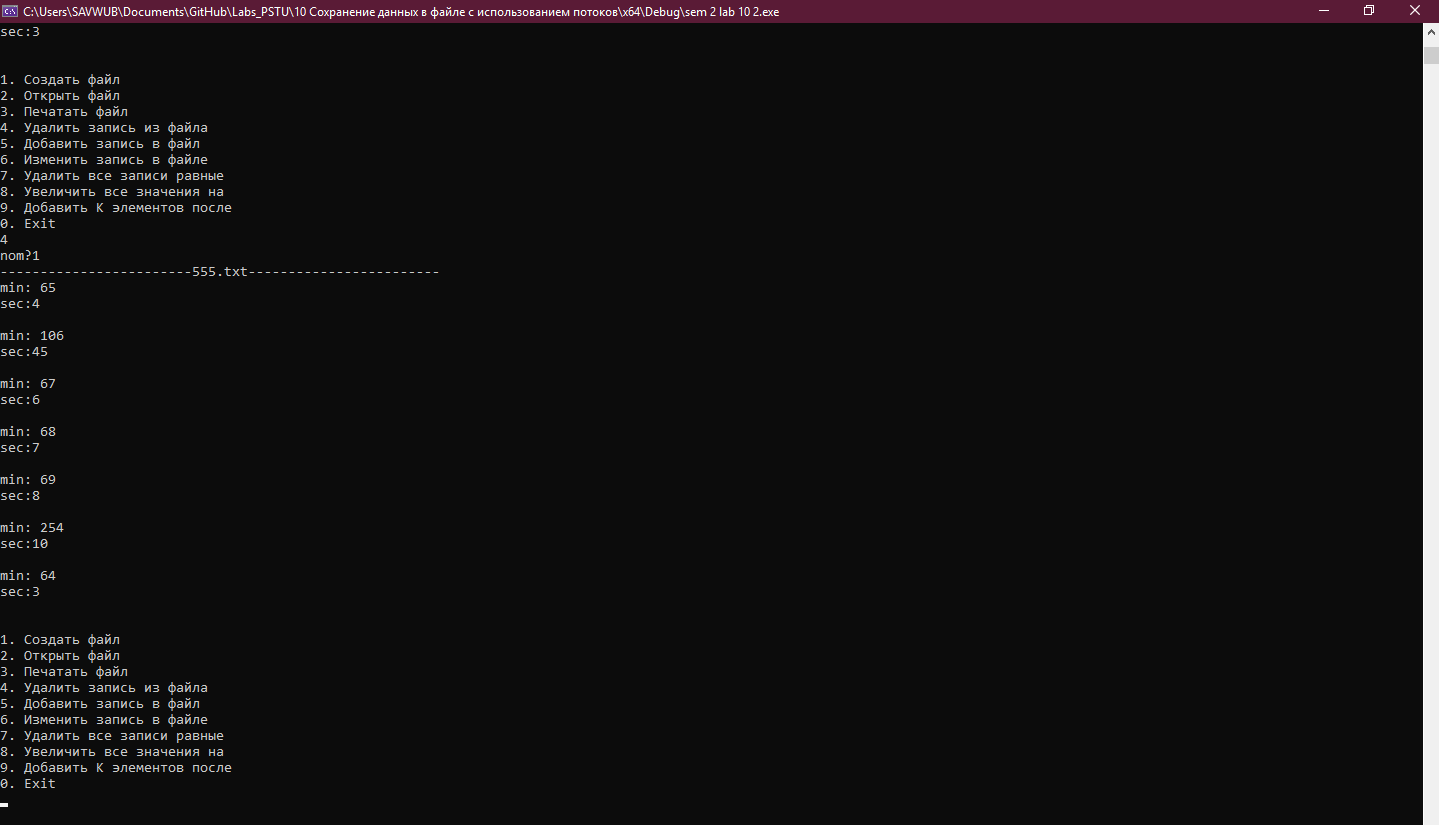 C:\Users\SAVWUB\Documents\GitHub\Labs_PSTU\10 Сохранение данных в файле с использованием потоков\x64\Debug\sem 2 lab 10 2.exe
sec:3
1. Создать файл
2. Открыть файл
3. Печатать файл
4. Удалить запись из файла
5. Добавить запись в файл
6. Изменить запись в файле
7. Удалить все записи равные
8. Увеличить все значения на
9. Добавить K элементов после
0. Exit
4
nom?1
------------------------555.txt------------------------
min: 65
sec:4
min: 106
sec:45
min: 67
sec:6
min: 68
sec:7
min: 69
sec:8
min: 254
sec:10
min: 64
sec:3
1. Создать файл
2. Открыть файл
3. Печатать файл
4. Удалить запись из файла
5. Добавить запись в файл
6. Изменить запись в файле
7. Удалить все записи равные
8. Увеличить все значения на
9. Добавить K элементов после
0. Exit